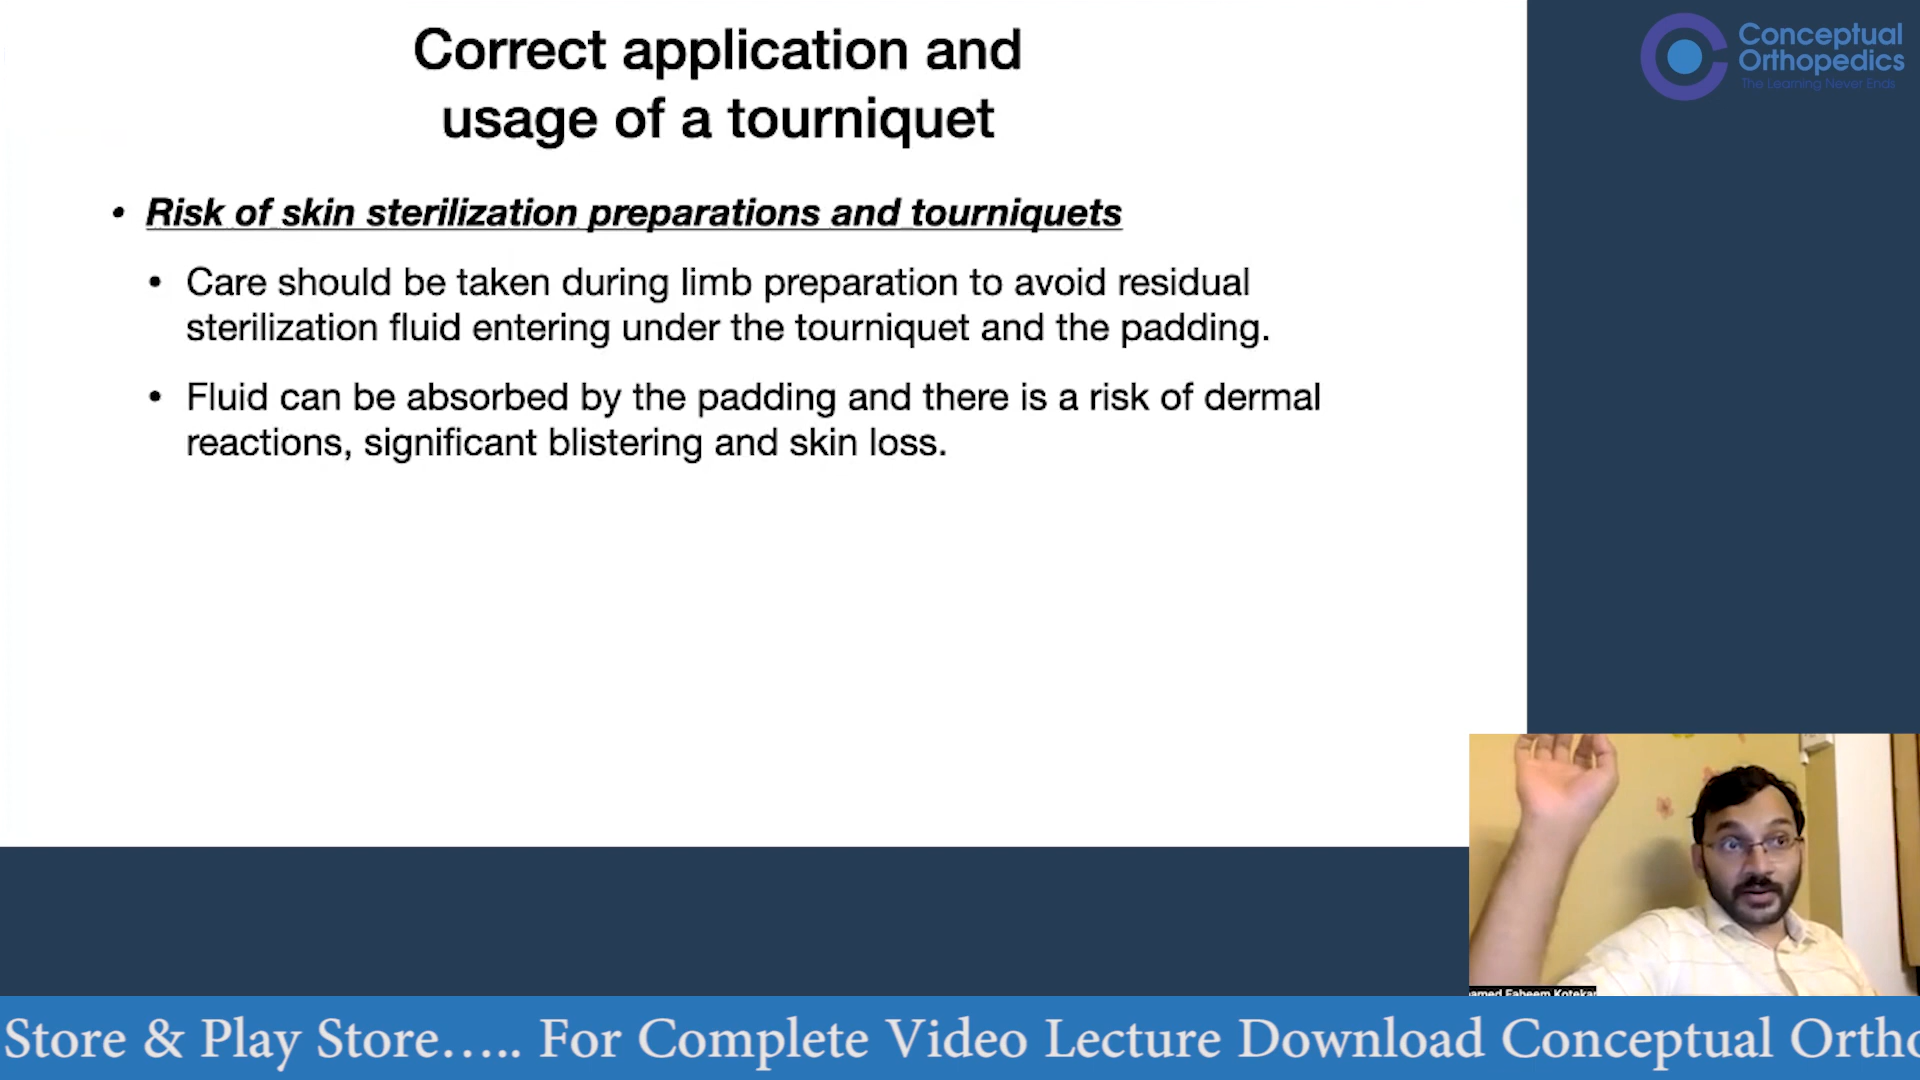 Correct application and
usage of a tourniquet
Conceptual
Orthopedics
The Learning Never Ends
• Risk of skin sterilization preparations and tourniquets
• Care should be taken during limb preparation to avoid residual
sterilization fluid entering under the tourniquet and the padding.
• Fluid can be absorbed by the padding and there is a risk of dermal
reactions, significant blistering and skin loss.
Faheem
Store & Play Store..... For Complete Video Lecture Download Conceptual Ortho